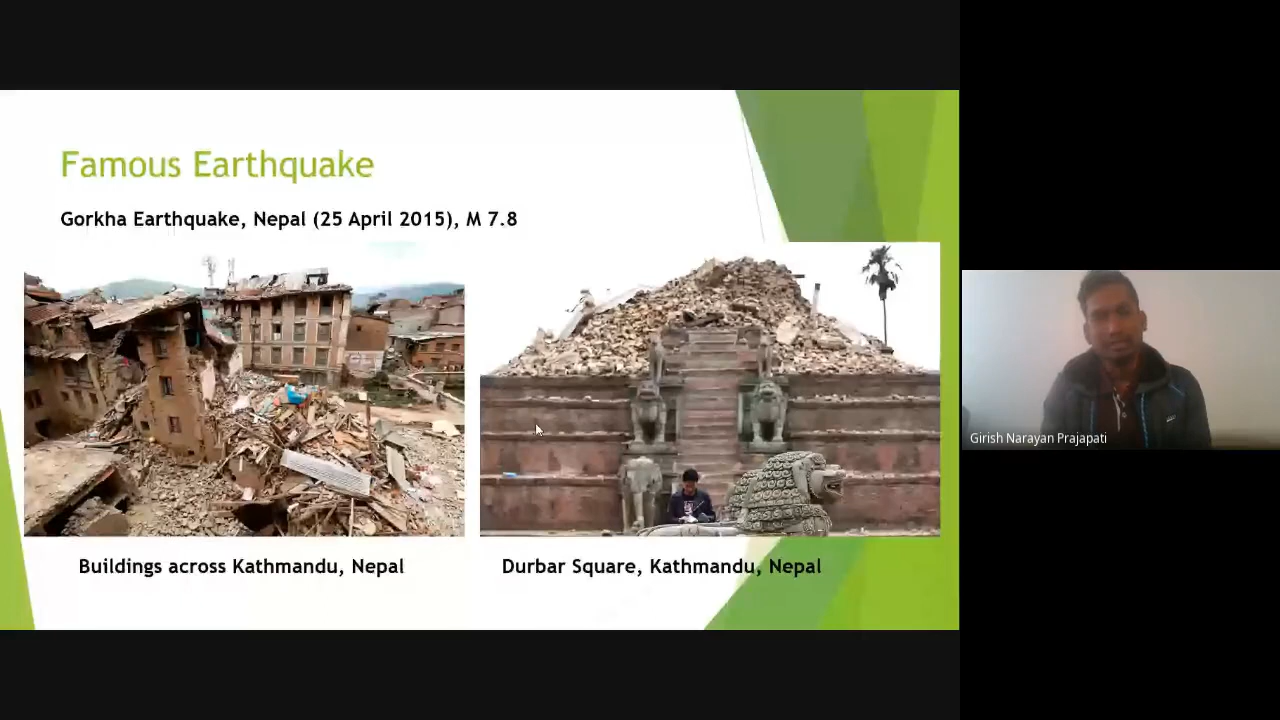 Famous Earthquake
Gorkha Earthquake, Nepal (25 April 2015), M 7.8
Buildings across Kathmandu, Nepal
Durbar Square, Kathmandu, Nepal
Girish Narayan Prajapati